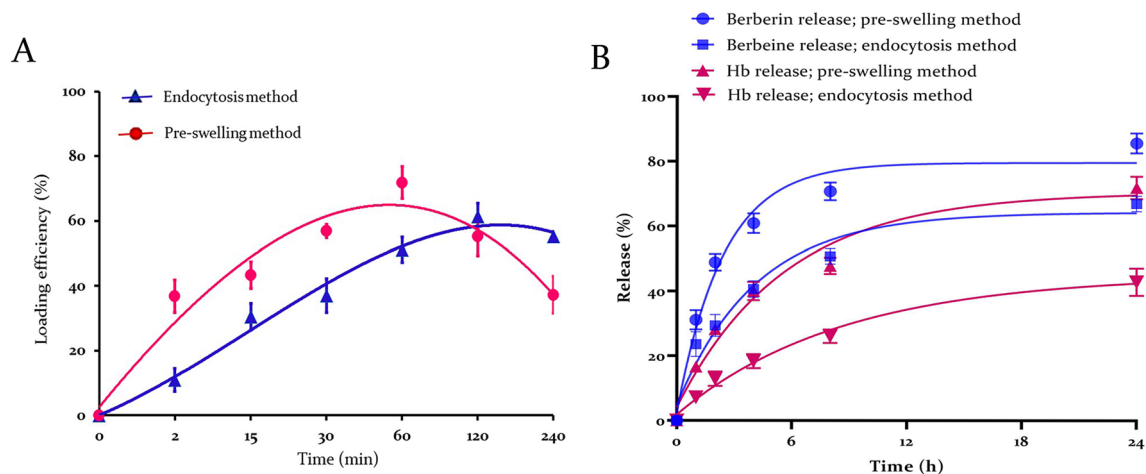 A
Endocytosis method
Pre-swelling method
Loading efficiency (%)
100
80
60
40
20
0
0 2 15 30 60 120 240
Time (min)
B
Berberin release; pre-swelling method
Berbeine release; endocytosis method
Hb release; pre-swelling method
Hb release; endocytosis method
Release (%)
100
80
60
40
20
0
0 6 12 18 24
Time (h)